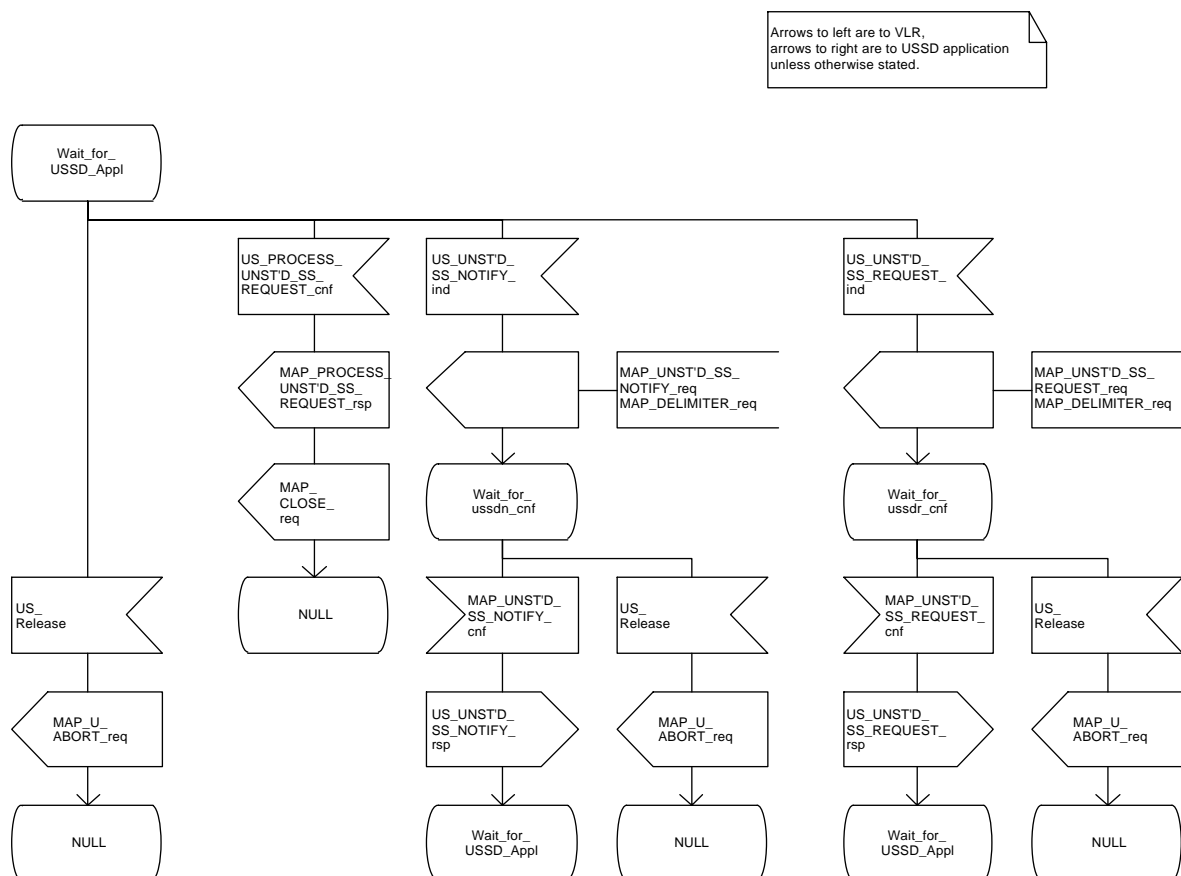 Arrows to left are to VLR,
arrows to right are to USSD application
unless otherwise stated.
Wait_for_
USSD_Appl
US_PROCESS_
UNST'D_SS_
REQUEST_cnf
US_UNST'D_
SS_NOTIFY_
ind
US_UNST'D_
SS_REQUEST_
ind
MAP_PROCESS_
UNST'D_SS_
REQUEST_rsp
MAP_UNST'D_SS_
NOTIFY_req
MAP_DELIMITER_req
MAP_UNST'D_SS_
REQUEST_req
MAP_DELIMITER_req
MAP_
CLOSE_
req
Wait_for_
ussdn_cnf
Wait_for_
ussdr_cnf
US_
Release
NULL
MAP_UNST'D_
SS_NOTIFY_
cnf
US_
Release
MAP_UNST'D_
SS_REQUEST_
cnf
US_
Release
MAP_U_
ABORT_req
US_UNST'D_
SS_NOTIFY_
rsp
MAP_U_
ABORT_req
US_UNST'D_
SS_REQUEST_
rsp
MAP_U_
ABORT_req
NULL
Wait_for_
USSD_Appl
NULL
Wait_for_
USSD_Appl
NULL